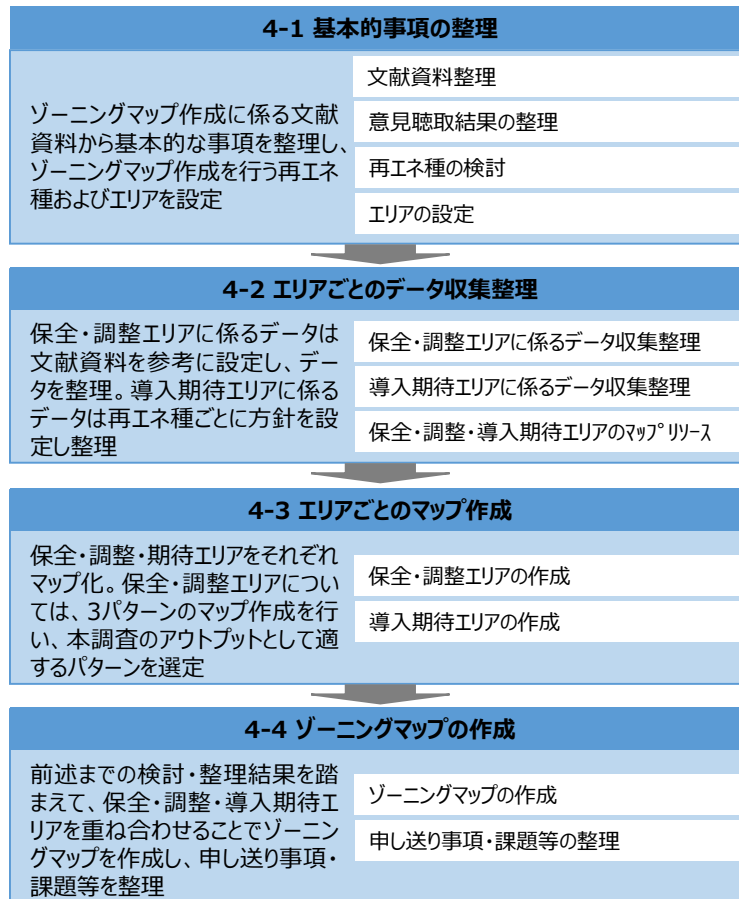 4-1 基本的事項の整理
ゾーニングマップ作成に係る文献
資料から基本的な事項を整理し、
ゾーニングマップ作成を行う再エネ
種およびエリアを設定
文献資料整理
意見聴取結果の整理
再エネ種の検討
エリアの設定
4-2 エリアごとのデータ収集整理
保全・調整エリアに係るデータは
文献資料を参考に設定し、デー
タを整理。導入期待エリアに係る
データは再エネ種ごとに方針を設
定し整理
保全・調整エリアに係るデータ収集整理
導入期待エリアに係るデータ収集整理
保全・調整・導入期待エリアのマップリソース
4-3 エリアごとのマップ作成
保全・調整・期待エリアをそれぞれ
マップ化。保全・調整エリアについ
ては、3パターンのマップ作成を行
い、本調査のアウトプットとして適
するパターンを選定
保全・調整エリアの作成
導入期待エリアの作成
4-4 ゾーニングマップの作成
前述までの検討・整理結果を踏
まえて、保全・調整・導入期待エ
リアを重ね合わせることでゾーニン
グマップを作成し、申し送り事項・
課題等を整理
ゾーニングマップの作成
申し送り事項・課題等の整理